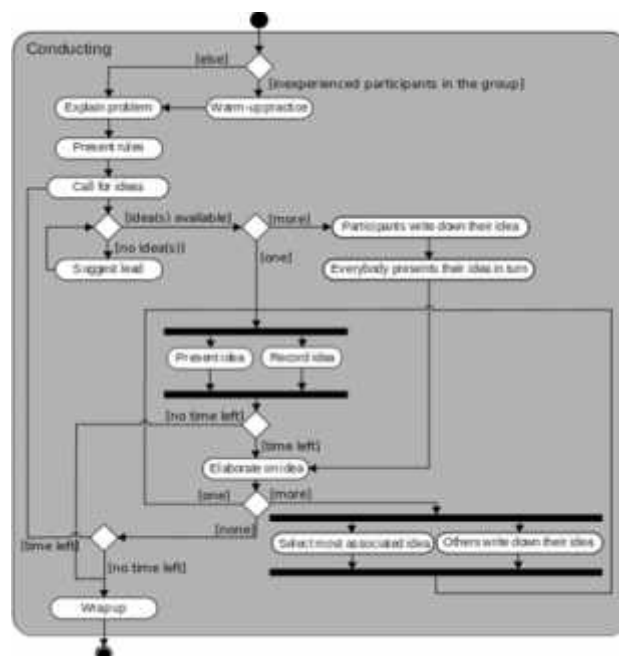 Conducting
[else]
[inexperienced participants in the group]
Explain problem
Warm-up practice
Present rules
Call for ideas
[idea(s) available]
[more]
Participants write down their idea
[no idea(s)]
[one]
Suggest lead
Everybody presents their idea in turn
Present idea
Record idea
[no time left]
[time left]
Elaborate on idea
[one]
[more]
[none]
[time left]
Select most associated idea
Others write down their idea
[no time left]
Wrap up